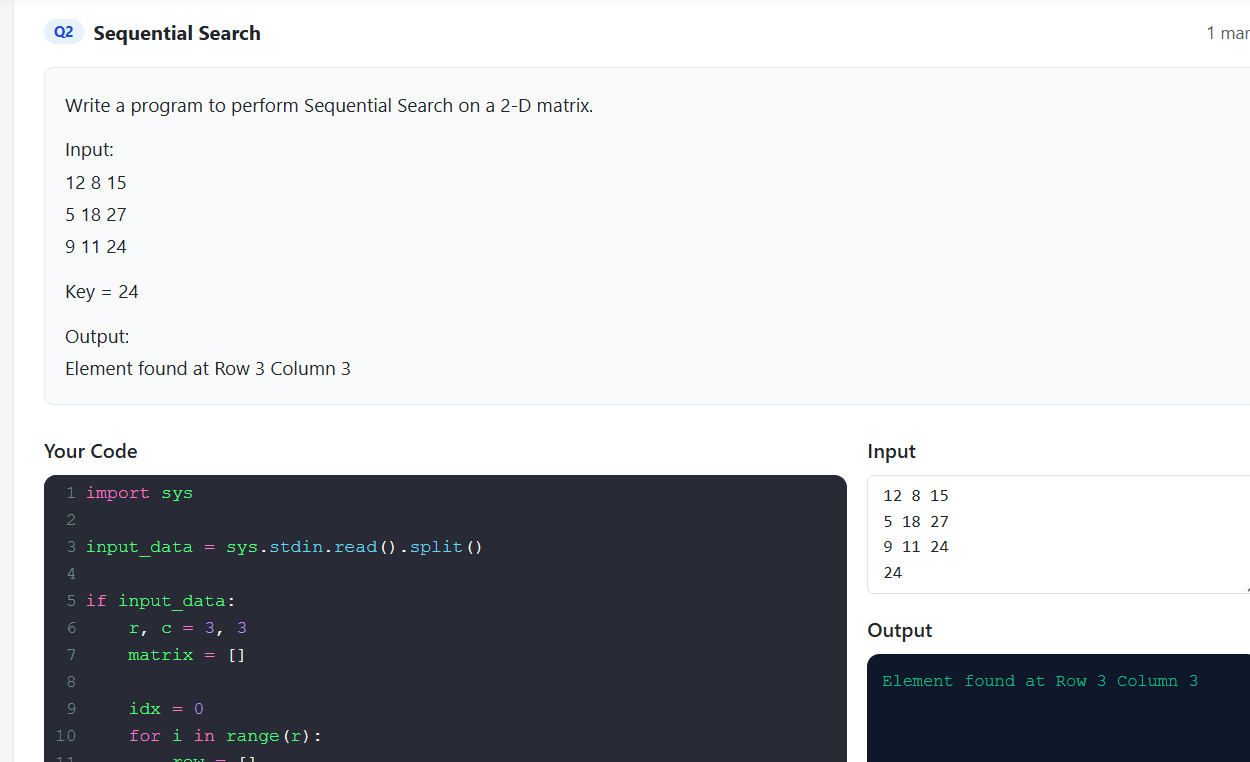 Q2 Sequential Search
Write a program to perform Sequential Search on a 2-D matrix.
Input:
12 8 15
5 18 27
9 11 24
Key = 24
Output:
Element found at Row 3 Column 3
Your Code
1 import sys
2
3 input_data = sys.stdin.read().split()
4
5 if input_data:
6     r, c = 3, 3
7     matrix = []
8
9     idx = 0
10     for i in range(r):
Input
12 8 15
5 18 27
9 11 24
24
Output
Element found at Row 3 Column 3